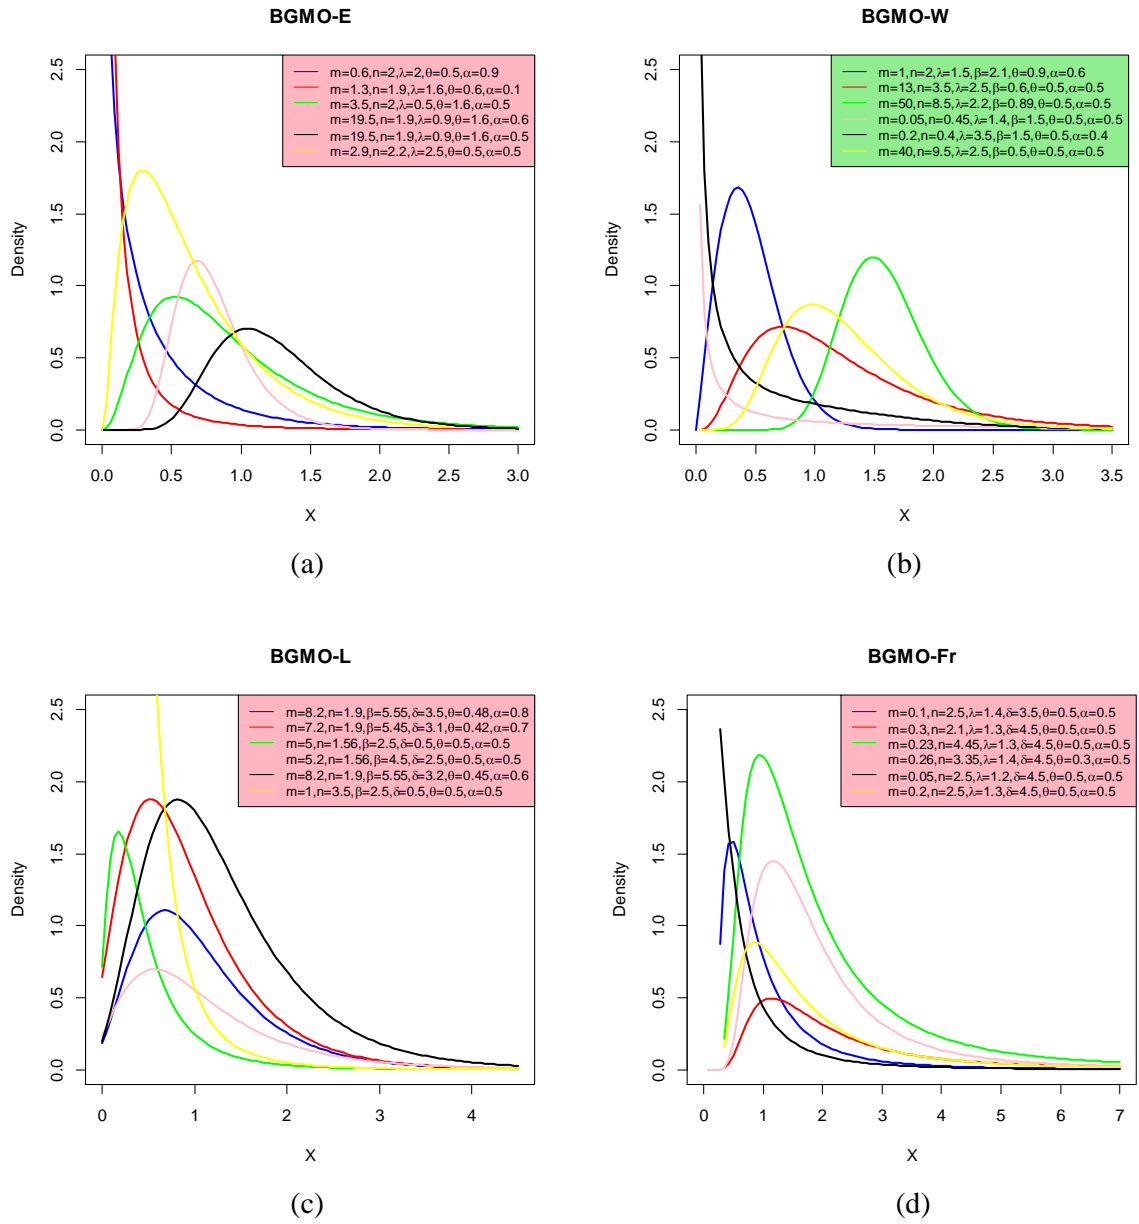 BGMO-E
m=0.6,n=2,λ=2,θ=0.5,α=0.9
m=1.3,n=1.9,λ=1.6,θ=0.6,α=0.1
m=3.5,n=2,λ=0.5,θ=1.6,α=0.5
m=19.5,n=1.9,λ=0.9,θ=1.6,α=0.6
m=19.5,n=1.9,λ=0.9,θ=1.6,α=0.5
m=2.9,n=2.2,λ=2.5,θ=0.5,α=0.5
Density
0.0 0.5 1.0 1.5 2.0 2.5
0.0 0.5 1.0 1.5 2.0 2.5 3.0
X
(a)
BGMO-W
m=1,n=2,λ=1.5,β=2.1,θ=0.9,α=0.6
m=13,n=3.5,λ=2.5,β=0.6,θ=0.5,α=0.5
m=50,n=8.5,λ=2.2,β=0.89,θ=0.5,α=0.5
m=0.05,n=0.45,λ=1.4,β=1.5,θ=0.5,α=0.5
m=0.2,n=0.4,λ=3.5,β=1.5,θ=0.5,α=0.4
m=40,n=9.5,λ=2.5,β=0.5,θ=0.5,α=0.5
Density
0.0 0.5 1.0 1.5 2.0 2.5
0.0 0.5 1.0 1.5 2.0 2.5 3.0 3.5
X
(b)
BGMO-L
m=8.2,n=1.9,β=5.55,δ=3.5,θ=0.48,α=0.8
m=7.2,n=1.9,β=5.45,δ=3.1,θ=0.42,α=0.7
m=5,n=1.56,β=2.5,δ=0.5,θ=0.5,α=0.5
m=5.2,n=1.56,β=4.5,δ=2.5,θ=0.5,α=0.5
m=8.2,n=1.9,β=5.55,δ=3.2,θ=0.45,α=0.6
m=1,n=3.5,β=2.5,δ=0.5,θ=0.5,α=0.5
Density
0.0 0.5 1.0 1.5 2.0 2.5
0 1 2 3 4
X
(c)
BGMO-Fr
m=0.1,n=2.5,λ=1.4,δ=3.5,θ=0.5,α=0.5
m=0.3,n=2.1,λ=1.3,δ=4.5,θ=0.5,α=0.5
m=0.23,n=4.45,λ=1.3,δ=4.5,θ=0.5,α=0.5
m=0.26,n=3.35,λ=1.4,δ=4.5,θ=0.3,α=0.5
m=0.05,n=2.5,λ=1.2,δ=4.5,θ=0.5,α=0.5
m=0.2,n=2.5,λ=1.3,δ=4.5,θ=0.5,α=0.5
Density
0.0 0.5 1.0 1.5 2.0 2.5
0 1 2 3 4 5 6 7
X
(d)